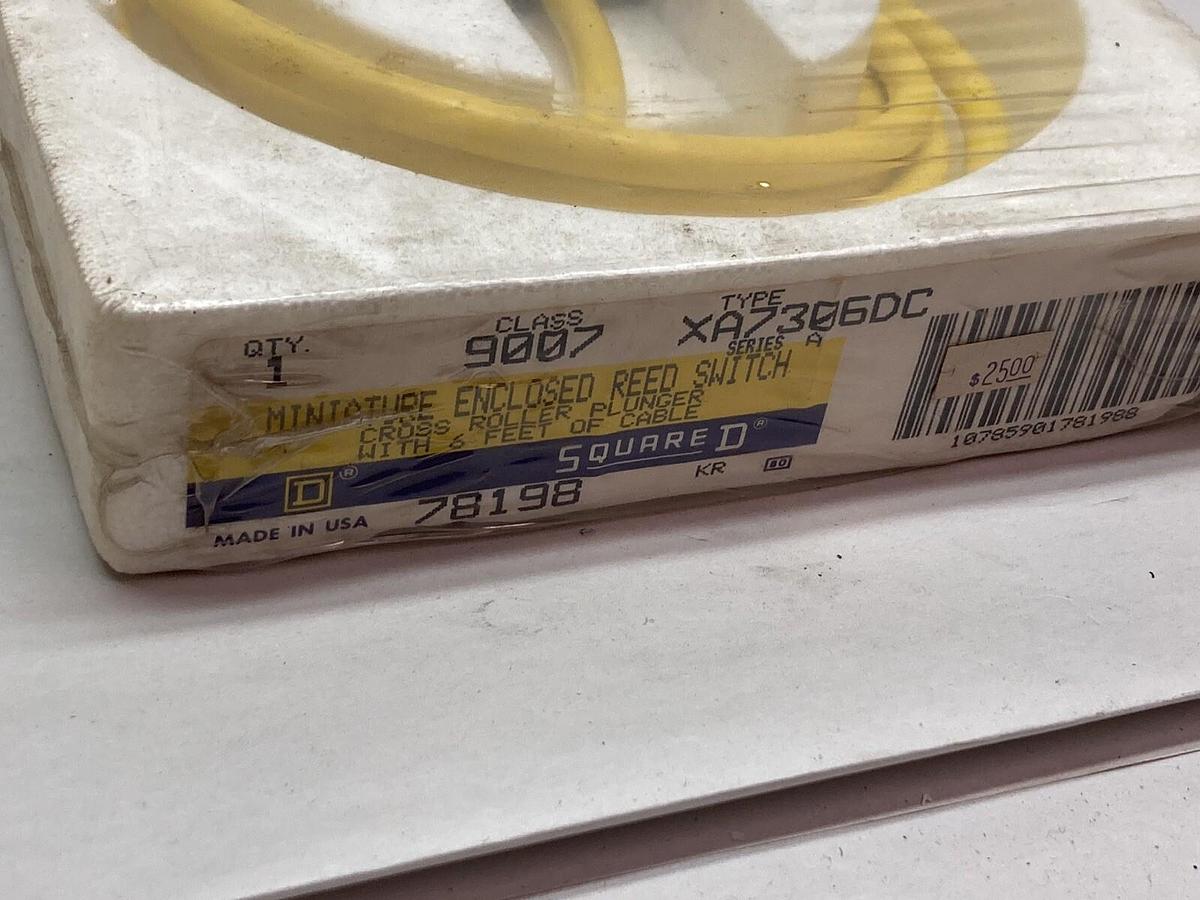 QTY.
1
CLASS
9007
TYPE
XA7306DC
SERIES A
MINIATURE ENCLOSED REED SWITCH
CROSS ROLLER PLUNGER
WITH 6 FEET OF CABLE
D ®
SQUARE D ®
MADE IN USA
78198
KR
80
$2500
10785901781988